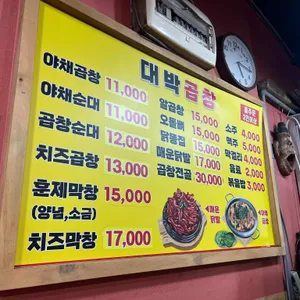 대박곱창
야채곱창 11,000
야채순대 11,000
곱창순대 12,000
치즈곱창 13,000
훈제막창 15,000
(양념,소금)
치즈막창 17,000
알곱창 15,000
오돌뼈 15,000
닭똥집 15,000
매운닭발 17,000
곱창전골 30,000
소주 4,000
맥주 5,000
막걸리 4,000
음료 2,000
볶음밥 3,000
매운
닭발